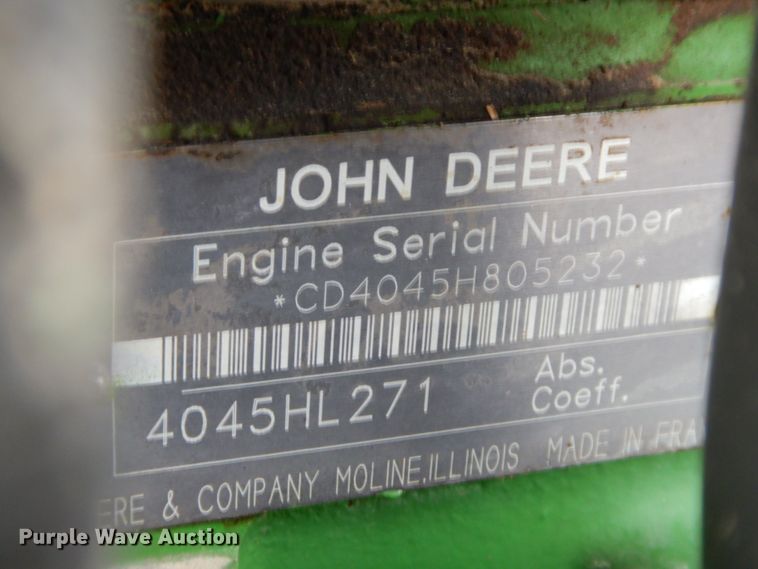 JOHN DEERE
Engine Serial Number
*CD4045H805232*
4045HL271
Abs.
Coeff.
ERE & COMPANY MOLINE,ILLINOIS MADE IN FRA
Purple Wave Auction